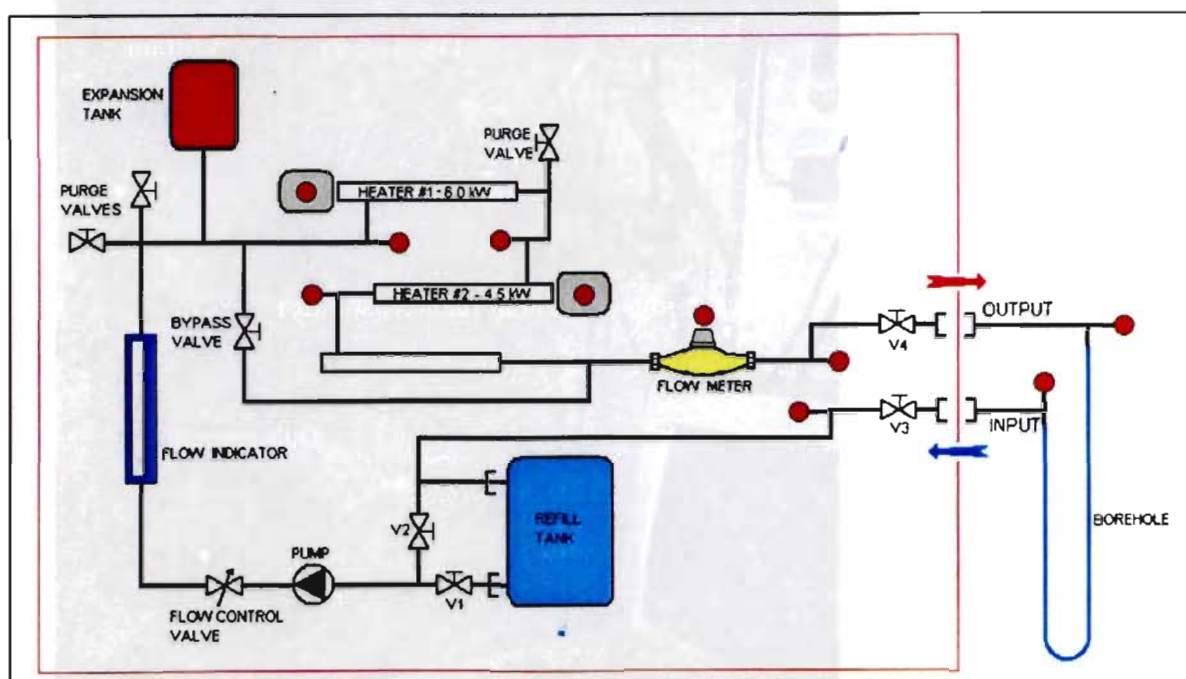 EXPANSION
TANK
PURGE
VALVE
PURGE
VALVES
HEATER #1 - 6.0 kW
HEATER #2 - 4.5 kW
BYPASS
VALVE
FLOW METER
V4
OUTPUT
V3
INPUT
FLOW INDICATOR
REFILL
TANK
V2
BOREHOLE
PUMP
V1
FLOW CONTROL
VALVE